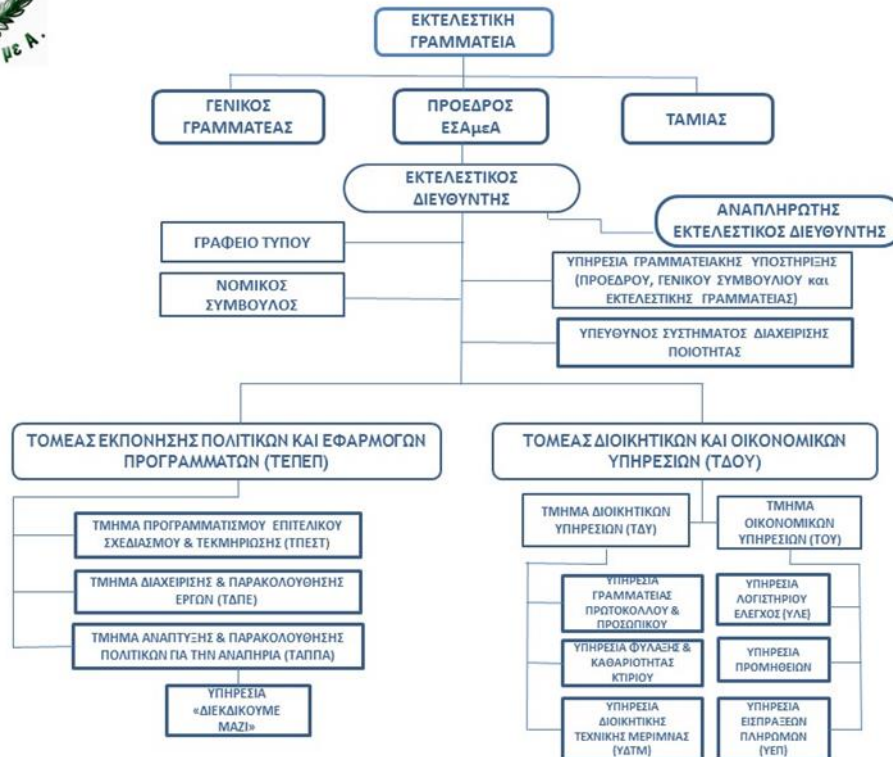 με Α.
ΕΚΤΕΛΕΣΤΙΚΗ
ΓΡΑΜΜΑΤΕΙΑ
ΓΕΝΙΚΟΣ
ΓΡΑΜΜΑΤΕΑΣ
ΠΡΟΕΔΡΟΣ
ΕΣΑμεΑ
ΤΑΜΙΑΣ
ΕΚΤΕΛΕΣΤΙΚΟΣ
ΔΙΕΥΘΥΝΤΗΣ
ΑΝΑΠΛΗΡΩΤΗΣ
ΕΚΤΕΛΕΣΤΙΚΟΣ ΔΙΕΥΘΥΝΤΗΣ
ΓΡΑΦΕΙΟ ΤΥΠΟΥ
ΥΠΗΡΕΣΙΑ ΓΡΑΜΜΑΤΕΙΑΚΗΣ ΥΠΟΣΤΗΡΙΞΗΣ
(ΠΡΟΕΔΡΟΥ, ΓΕΝΙΚΟΥ ΣΥΜΒΟΥΛΙΟΥ και
ΕΚΤΕΛΕΣΤΙΚΗΣ ΓΡΑΜΜΑΤΕΙΑΣ)
ΝΟΜΙΚΟΣ
ΣΥΜΒΟΥΛΟΣ
ΥΠΕΥΘΥΝΟΣ ΣΥΣΤΗΜΑΤΟΣ ΔΙΑΧΕΙΡΙΣΗΣ
ΠΟΙΟΤΗΤΑΣ
ΤΟΜΕΑΣ ΕΚΠΟΝΗΣΗΣ ΠΟΛΙΤΙΚΩΝ ΚΑΙ ΕΦΑΡΜΟΓΩΝ
ΠΡΟΓΡΑΜΜΑΤΩΝ (ΤΕΠΕΠ)
ΤΜΗΜΑ ΠΡΟΓΡΑΜΜΑΤΙΣΜΟΥ ΕΠΙΤΕΛΙΚΟΥ
ΣΧΕΔΙΑΣΜΟΥ & ΤΕΚΜΗΡΙΩΣΗΣ (ΤΠΕΣΤ)
ΤΜΗΜΑ ΔΙΑΧΕΙΡΙΣΗΣ & ΠΑΡΑΚΟΛΟΥΘΗΣΗΣ
ΕΡΓΩΝ (ΤΔΠΕ)
ΤΜΗΜΑ ΑΝΑΠΤΥΞΗΣ & ΠΑΡΑΚΟΛΟΥΘΗΣΗΣ
ΠΟΛΙΤΙΚΩΝ ΓΙΑ ΤΗΝ ΑΝΑΠΗΡΙΑ (ΤΑΠΠΑ)
ΥΠΗΡΕΣΙΑ
«ΔΙΕΚΔΙΚΟΥΜΕ
ΜΑΖΙ»
ΤΟΜΕΑΣ ΔΙΟΙΚΗΤΙΚΩΝ ΚΑΙ ΟΙΚΟΝΟΜΙΚΩΝ
ΥΠΗΡΕΣΙΩΝ (ΤΔΟΥ)
ΤΜΗΜΑ ΔΙΟΙΚΗΤΙΚΩΝ
ΥΠΗΡΕΣΙΩΝ (ΤΔΥ)
ΤΜΗΜΑ
ΟΙΚΟΝΟΜΙΚΩΝ
ΥΠΗΡΕΣΙΩΝ (ΤΟΥ)
ΥΠΗΡΕΣΙΑ
ΓΡΑΜΜΑΤΕΙΑΣ
ΠΡΩΤΟΚΟΛΛΟΥ &
ΠΡΟΣΩΠΙΚΟΥ
ΥΠΗΡΕΣΙΑ
ΛΟΓΙΣΤΗΡΙΟΥ
ΕΛΕΓΧΟΣ (ΥΛΕ)
ΥΠΗΡΕΣΙΑ ΦΥΛΑΞΗΣ &
ΚΑΘΑΡΙΟΤΗΤΑΣ
ΚΤΙΡΙΟΥ
ΥΠΗΡΕΣΙΑ
ΠΡΟΜΗΘΕΙΩΝ
ΥΠΗΡΕΣΙΑ
ΔΙΟΙΚΗΤΙΚΗΣ
ΤΕΧΝΙΚΗΣ ΜΕΡΙΜΝΑΣ
(ΥΔΤΜ)
ΥΠΗΡΕΣΙΑ
ΕΙΣΠΡΑΞΕΩΝ
ΠΛΗΡΩΜΩΝ
(ΥΕΠ)